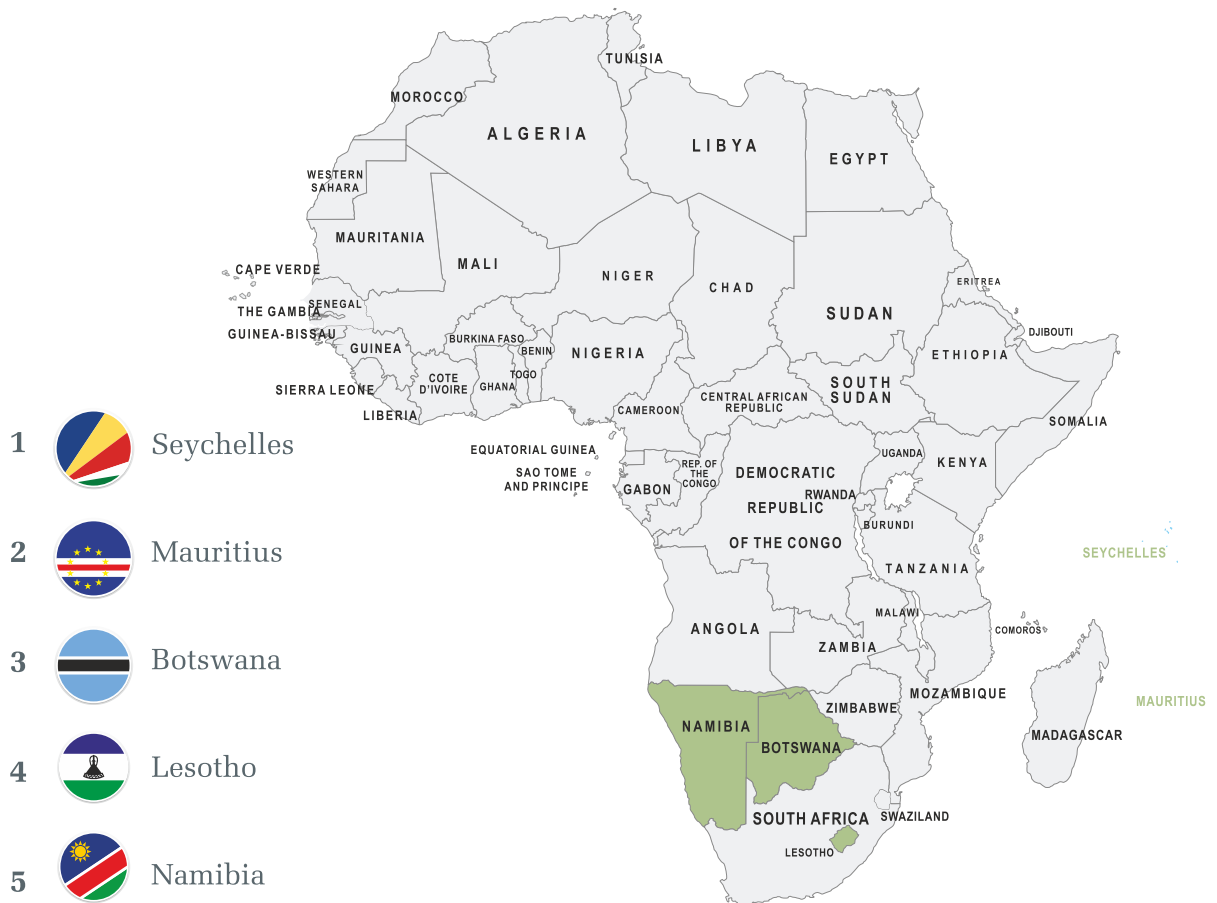 TUNISIA
MOROCCO
ALGERIA
LIBYA
EGYPT
WESTERN
SAHARA
MAURITANIA
MALI
NIGER
CHAD
SUDAN
ERITREA
CAPE VERDE
SENEGAL
THE GAMBIA
GUINEA-BISSAU
GUINEA
BURKINA FASO
BENIN
NIGERIA
DJIBOUTI
ETHIOPIA
SIERRA LEONE
COTE
D'IVOIRE
GHANA
TOGO
LIBERIA
CAMEROON
CENTRAL AFRICAN
REPUBLIC
SOUTH
SUDAN
SOMALIA
EQUATORIAL GUINEA
SAO TOME
AND PRINCIPE
GABON
REP. OF
THE
CONGO
DEMOCRATIC
REPUBLIC
OF THE CONGO
UGANDA
KENYA
RWANDA
BURUNDI
TANZANIA
SEYCHELLES
ANGOLA
ZAMBIA
MALAWI
COMOROS
MOZAMBIQUE
ZIMBABWE
NAMIBIA
BOTSWANA
MADAGASCAR
MAURITIUS
SOUTH AFRICA
SWAZILAND
LESOTHO
1 Seychelles
2 Mauritius
3 Botswana
4 Lesotho
5 Namibia